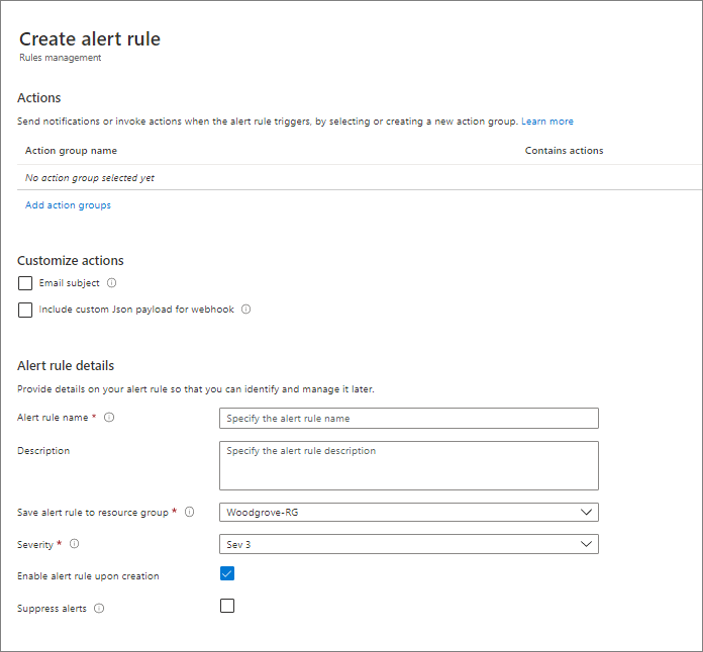 Create alert rule
Rules management
Actions
Send notifications or invoke actions when the alert rule triggers, by selecting or creating a new action group. Learn more
Action group name Contains actions
No action group selected yet
Add action groups
Customize actions
Email subject
Include custom Json payload for webhook
Alert rule details
Provide details on your alert rule so that you can identify and manage it later.
Alert rule name * Specify the alert rule name
Description Specify the alert rule description
Save alert rule to resource group * Woodgrove-RG
Severity * Sev 3
Enable alert rule upon creation
Suppress alerts